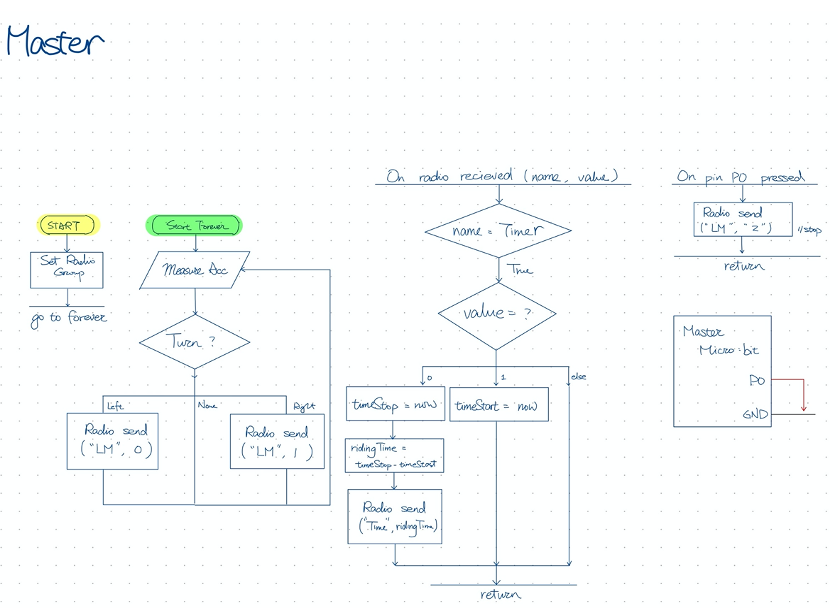 Master
START
Set Radio
Group
go to forever
Start Forever
Measure Acc
Turn ?
Left
None
Right
Radio send
("LM", 0)
Radio send
("LM", 1)
On radio recieved (name, value)
name = Timer
True
value = ?
0
1
else
timeStop = now
timeStart = now
ridingTime =
timeStop - timeStart
Radio send
("Time", ridingTime)
return
On pin P0 pressed
Radio send
("LM", "2")
//stop
return
Master
Micro:bit
P0
GND